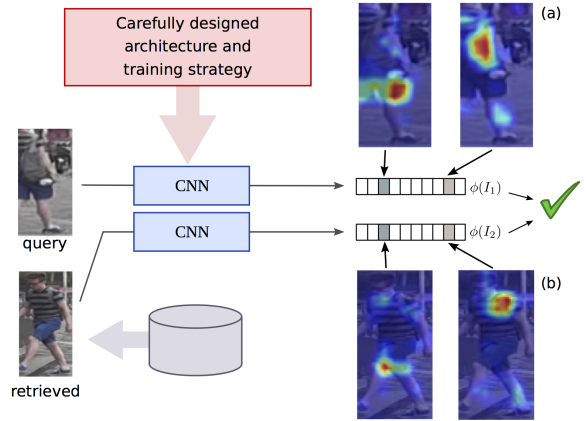 Carefully designed
architecture and
training strategy
(a)
CNN
ϕ(I₁)
query
CNN
ϕ(I₂)
(b)
retrieved